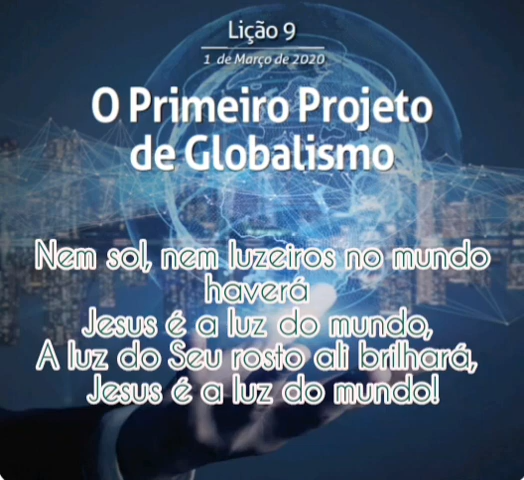 Lição 9
1 de Março de 2020
O Primeiro Projeto
de Globalismo
Nem sol, nem luzeiros no mundo
haverá
Jesus é a luz do mundo,
A luz do Seu rosto ali brilhará,
Jesus é a luz do mundo!